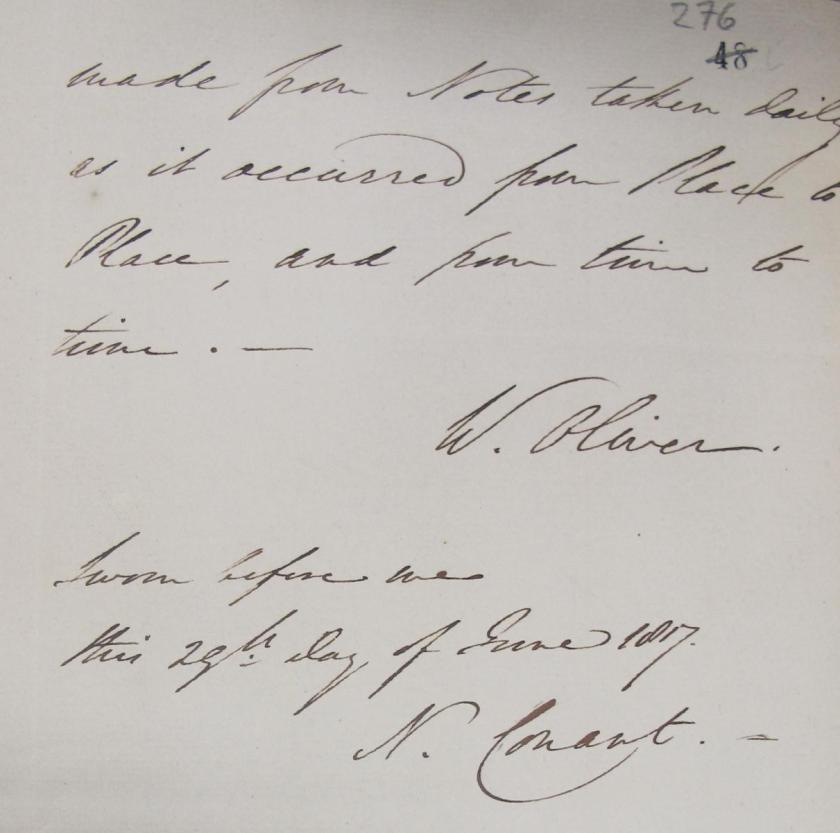 276
48
made from Notes taken daily
as it occurred from Place to
Place, and from time to
time. —
W. Oliver.
Sworn before me
this 29th day of June 1817.
N. Conant. —